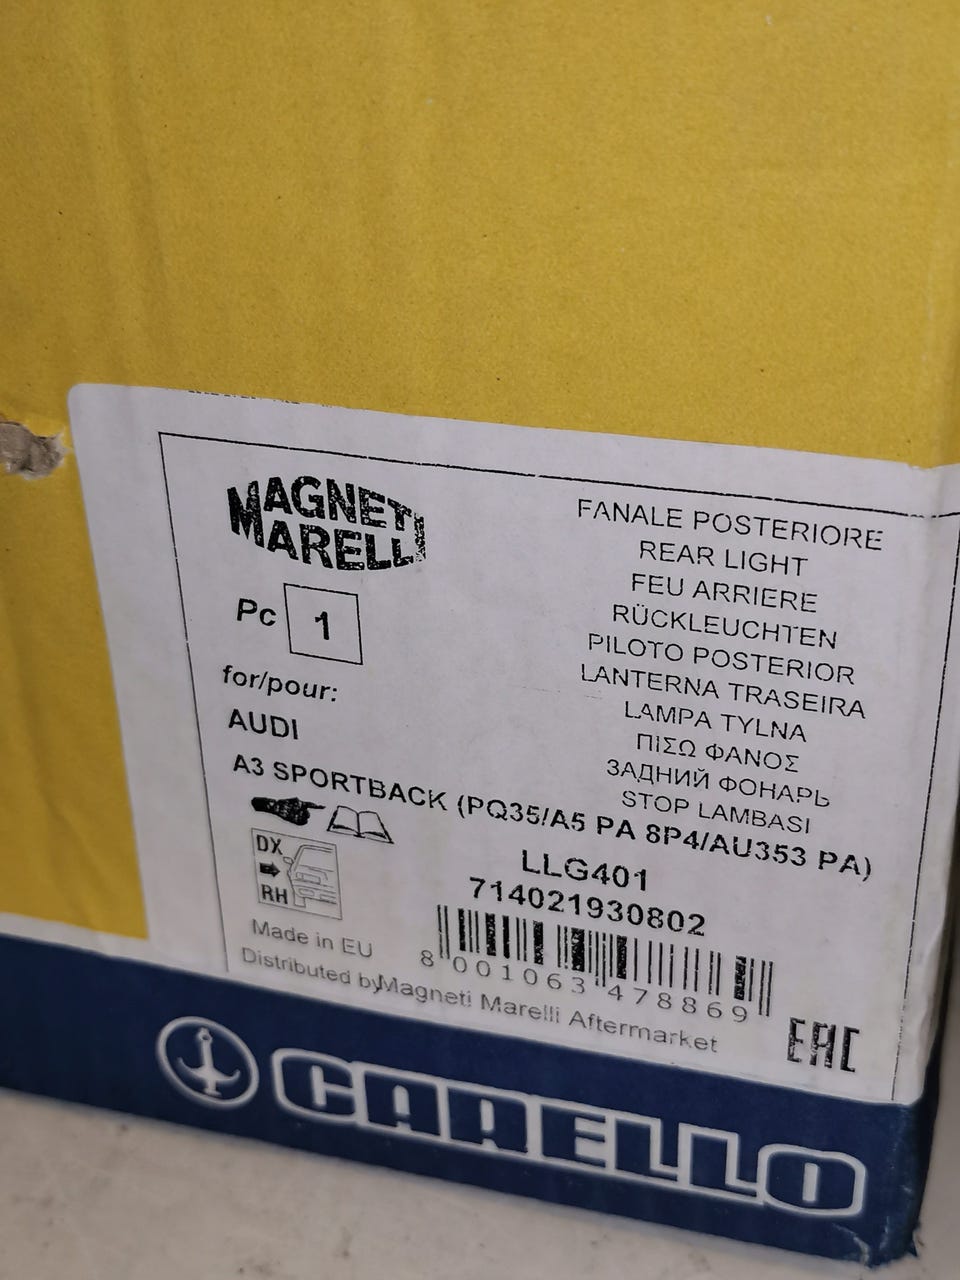 MAGNETI
MARELLI
Pc 1
for/pour:
AUDI
A3 SPORTBACK (PQ35/A5 PA 8P4/AU353 PA)
FANALE POSTERIORE
REAR LIGHT
FEU ARRIERE
RÜCKLEUCHTEN
PILOTO POSTERIOR
LANTERNA TRASEIRA
LAMPA TYLNA
ΠΙΣΩ ΦΑΝΟΣ
ЗАДНИЙ ФОНАРЬ
STOP LAMBASI
DX
RH
LLG401
714021930802
8 001063 478869
Made in EU
Distributed by Magneti Marelli Aftermarket
EAC
CARELLO